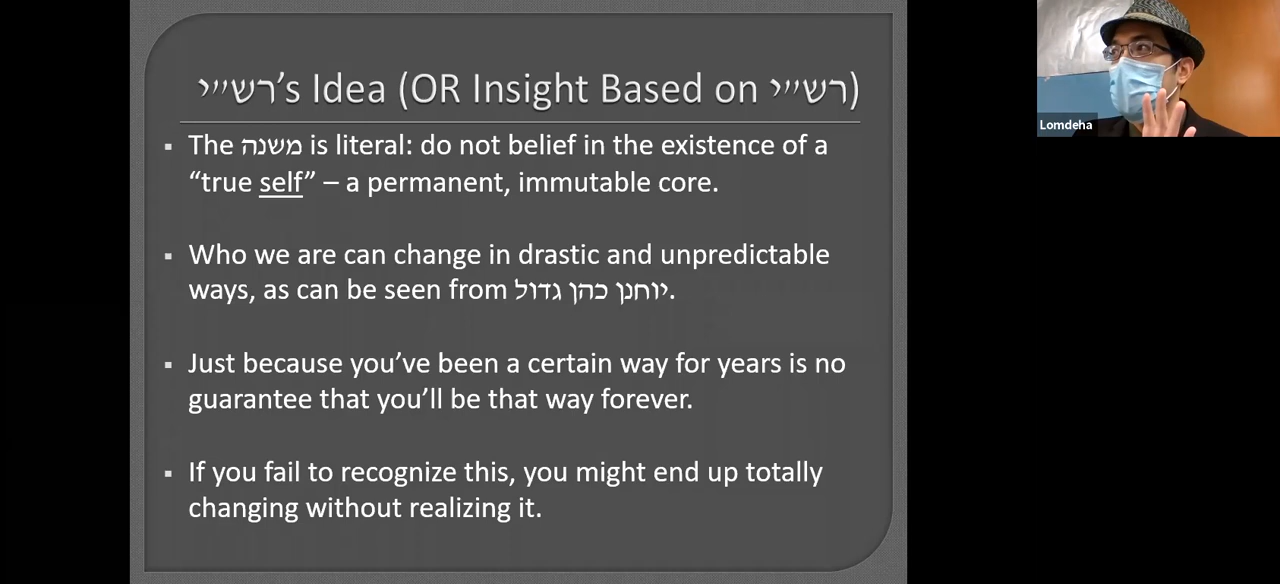 רש״י's Idea (OR Insight Based on רש״י)
The משנה is literal: do not belief in the existence of a
“true self” – a permanent, immutable core.
Who we are can change in drastic and unpredictable
ways, as can be seen from יוחנן כהן גדול.
Just because you’ve been a certain way for years is no
guarantee that you’ll be that way forever.
If you fail to recognize this, you might end up totally
changing without realizing it.
Lomdeha